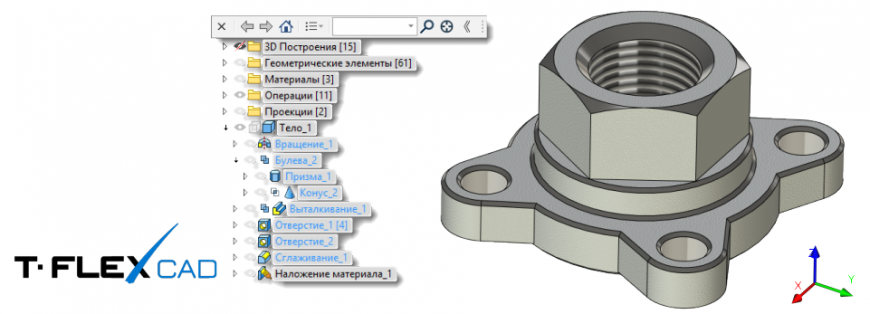 3D Построения [15]
Геометрические элементы [61]
Материалы [3]
Операции [11]
Проекции [2]
Тело_1
Вращение_1
Булева_2
Призма_1
Конус_2
Выталкивание_1
Отверстие_1 [4]
Отверстие_2
Сглаживание_1
Наложение материала_1
T-FLEX CAD
Z
X
Y